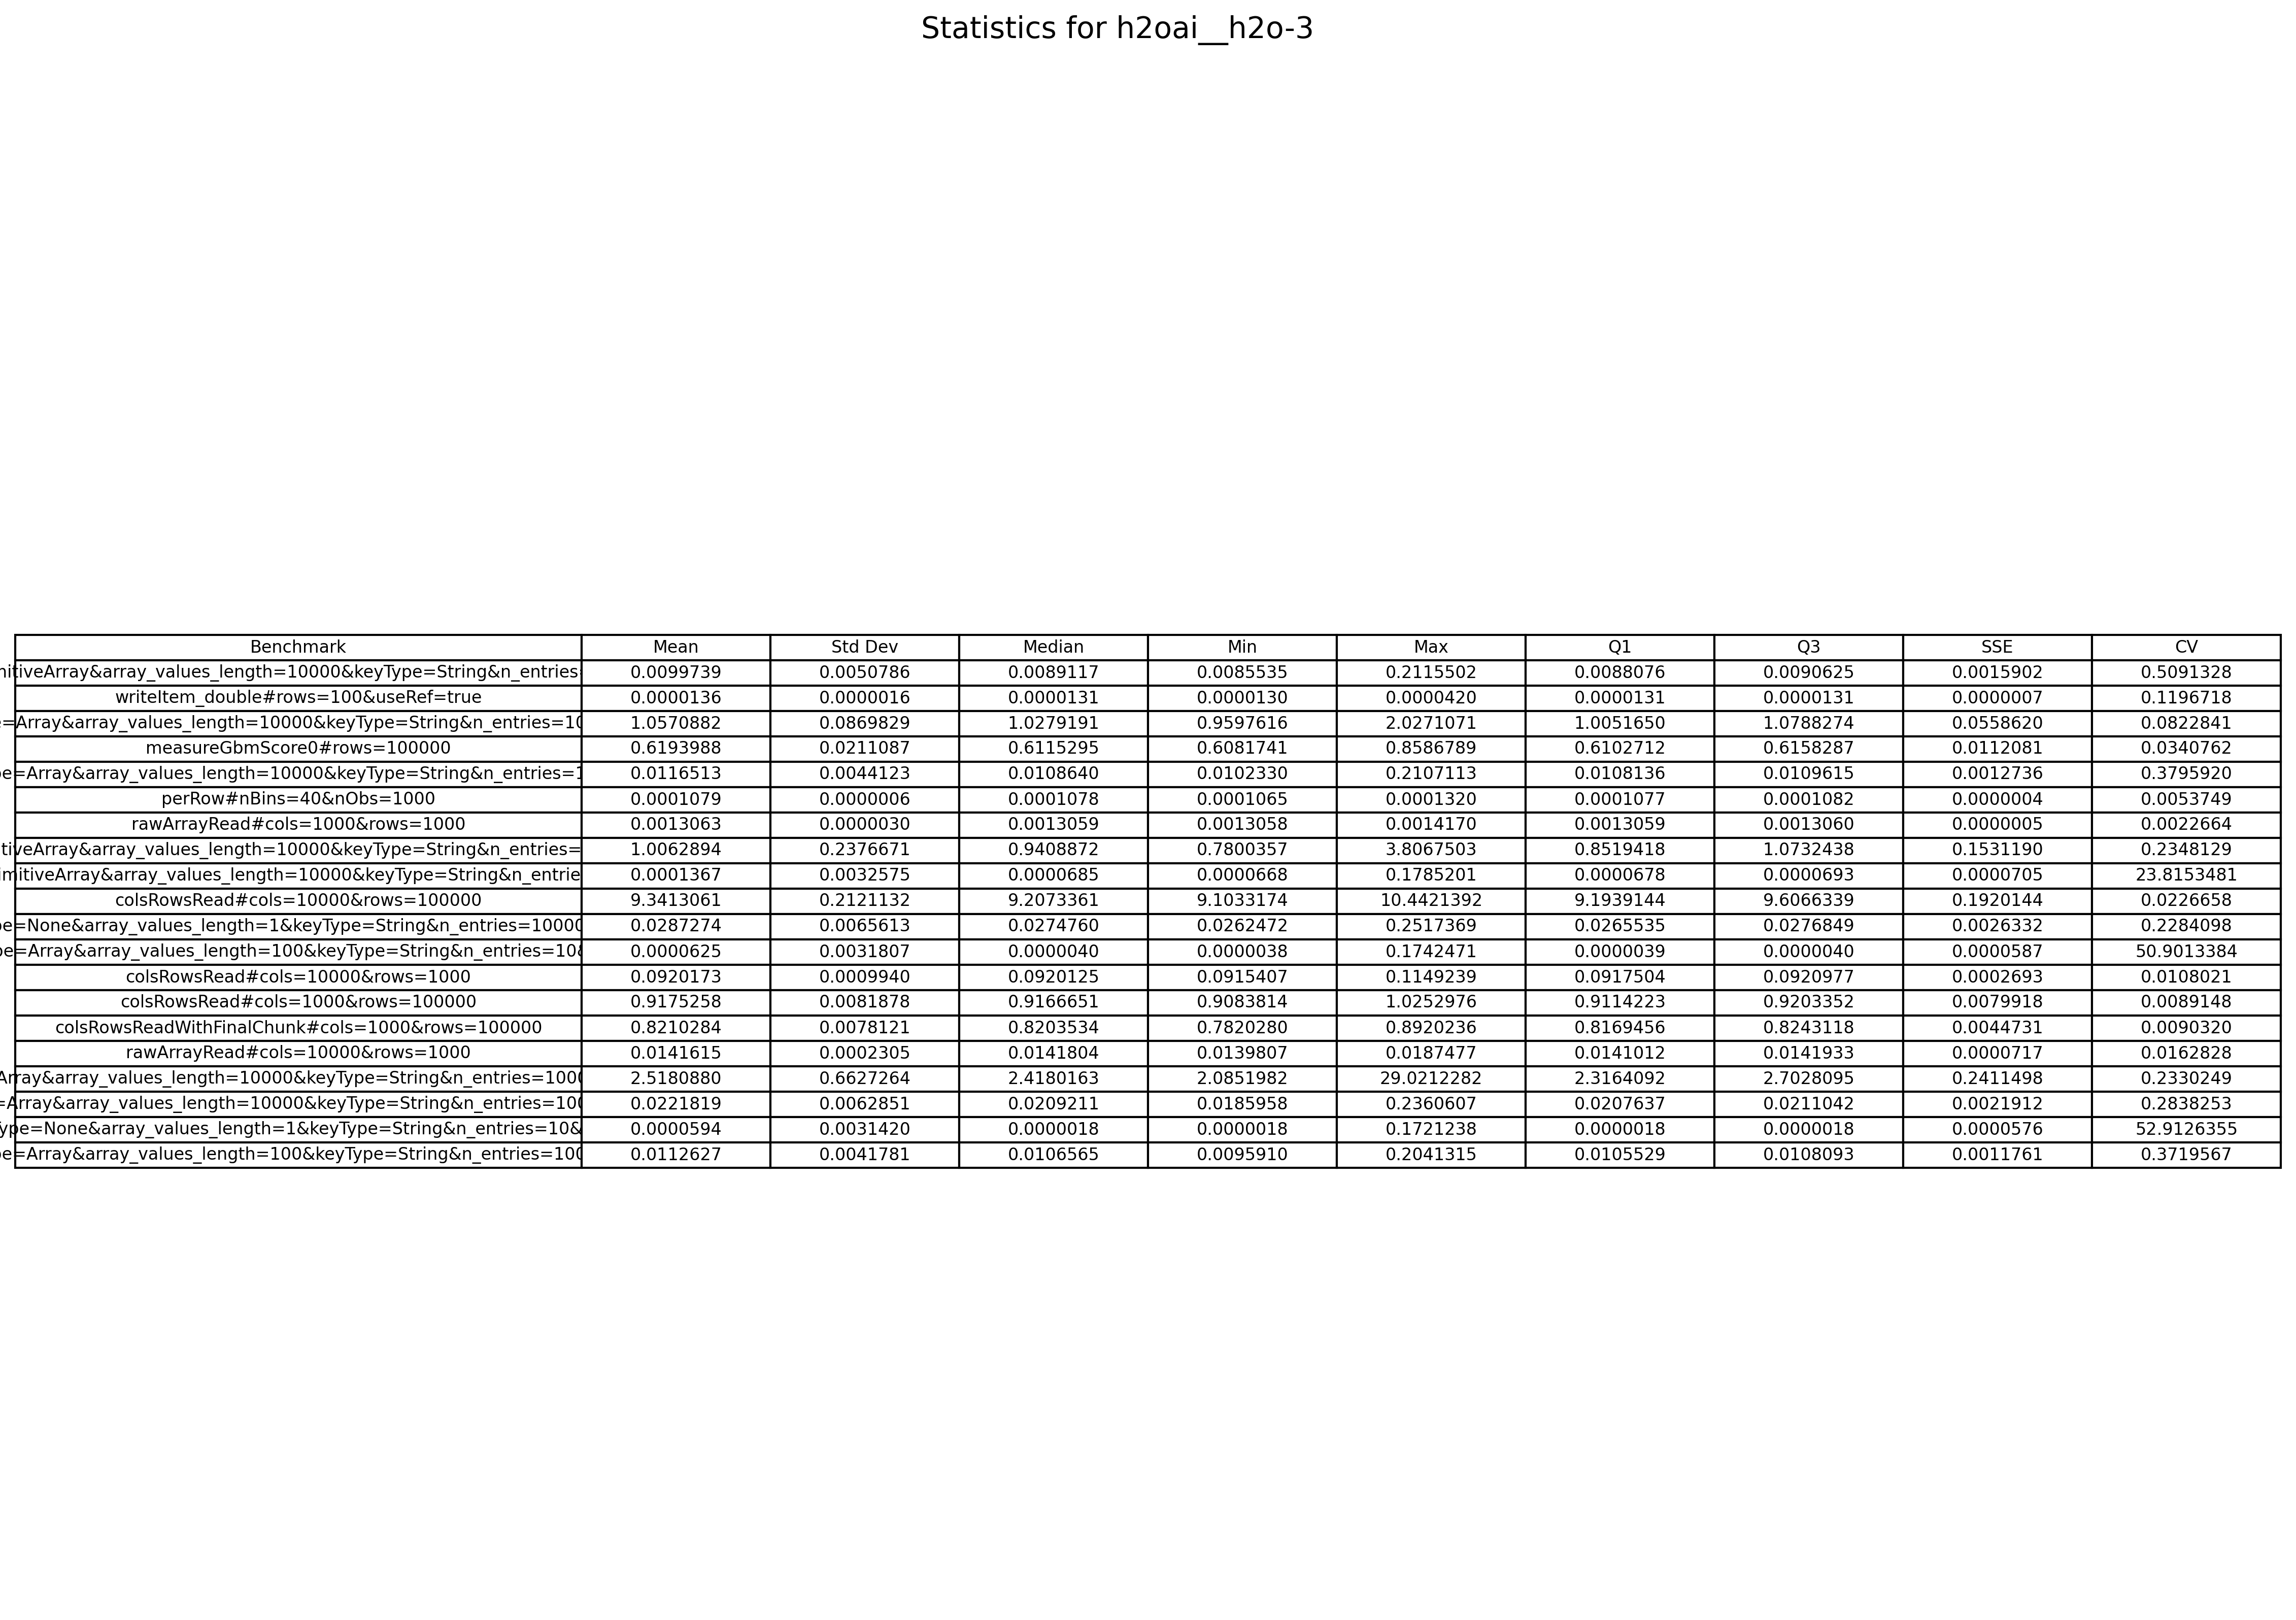 Statistics for h2oai__h2o-3
Benchmark Mean Std Dev Median Min Max Q1 Q3 SSE CV
nitiveArray&array_values_length=10000&keyType=String&n_entries= 0.0099739 0.0050786 0.0089117 0.0085535 0.2115502 0.0088076 0.0090625 0.0015902 0.5091328
writeItem_double#rows=100&useRef=true 0.0000136 0.0000016 0.0000131 0.0000130 0.0000420 0.0000131 0.0000131 0.0000007 0.1196718
=Array&array_values_length=10000&keyType=String&n_entries=10 1.0570882 0.0869829 1.0279191 0.9597616 2.0271071 1.0051650 1.0788274 0.0558620 0.0822841
measureGbmScore0#rows=100000 0.6193988 0.0211087 0.6115295 0.6081741 0.8586789 0.6102712 0.6158287 0.0112081 0.0340762
pe=Array&array_values_length=10000&keyType=String&n_entries=1 0.0116513 0.0044123 0.0108640 0.0102330 0.2107113 0.0108136 0.0109615 0.0012736 0.3795920
perRow#nBins=40&nObs=1000 0.0001079 0.0000006 0.0001078 0.0001065 0.0001320 0.0001077 0.0001082 0.0000004 0.0053749
rawArrayRead#cols=1000&rows=1000 0.0013063 0.0000030 0.0013059 0.0013058 0.0014170 0.0013059 0.0013060 0.0000005 0.0022664
tiveArray&array_values_length=10000&keyType=String&n_entries= 1.0062894 0.2376671 0.9408872 0.7800357 3.8067503 0.8519418 1.0732438 0.1531190 0.2348129
imitiveArray&array_values_length=10000&keyType=String&n_entrie 0.0001367 0.0032575 0.0000685 0.0000668 0.1785201 0.0000678 0.0000693 0.0000705 23.8153481
colsRowsRead#cols=10000&rows=100000 9.3413061 0.2121132 9.2073361 9.1033174 10.4421392 9.1939144 9.6066339 0.1920144 0.0226658
pe=None&array_values_length=1&keyType=String&n_entries=10000 0.0287274 0.0065613 0.0274760 0.0262472 0.2517369 0.0265535 0.0276849 0.0026332 0.2284098
pe=Array&array_values_length=100&keyType=String&n_entries=10& 0.0000625 0.0031807 0.0000040 0.0000038 0.1742471 0.0000039 0.0000040 0.0000587 50.9013384
colsRowsRead#cols=10000&rows=1000 0.0920173 0.0009940 0.0920125 0.0915407 0.1149239 0.0917504 0.0920977 0.0002693 0.0108021
colsRowsRead#cols=1000&rows=100000 0.9175258 0.0081878 0.9166651 0.9083814 1.0252976 0.9114223 0.9203352 0.0079918 0.0089148
colsRowsReadWithFinalChunk#cols=1000&rows=100000 0.8210284 0.0078121 0.8203534 0.7820280 0.8920236 0.8169456 0.8243118 0.0044731 0.0090320
rawArrayRead#cols=10000&rows=1000 0.0141615 0.0002305 0.0141804 0.0139807 0.0187477 0.0141012 0.0141933 0.0000717 0.0162828
Array&array_values_length=10000&keyType=String&n_entries=1000 2.5180880 0.6627264 2.4180163 2.0851982 29.0212282 2.3164092 2.7028095 0.2411498 0.2330249
=Array&array_values_length=10000&keyType=String&n_entries=100 0.0221819 0.0062851 0.0209211 0.0185958 0.2360607 0.0207637 0.0211042 0.0021912 0.2838253
ype=None&array_values_length=1&keyType=String&n_entries=10& 0.0000594 0.0031420 0.0000018 0.0000018 0.1721238 0.0000018 0.0000018 0.0000576 52.9126355
pe=Array&array_values_length=100&keyType=String&n_entries=100 0.0112627 0.0041781 0.0106565 0.0095910 0.2041315 0.0105529 0.0108093 0.0011761 0.3719567